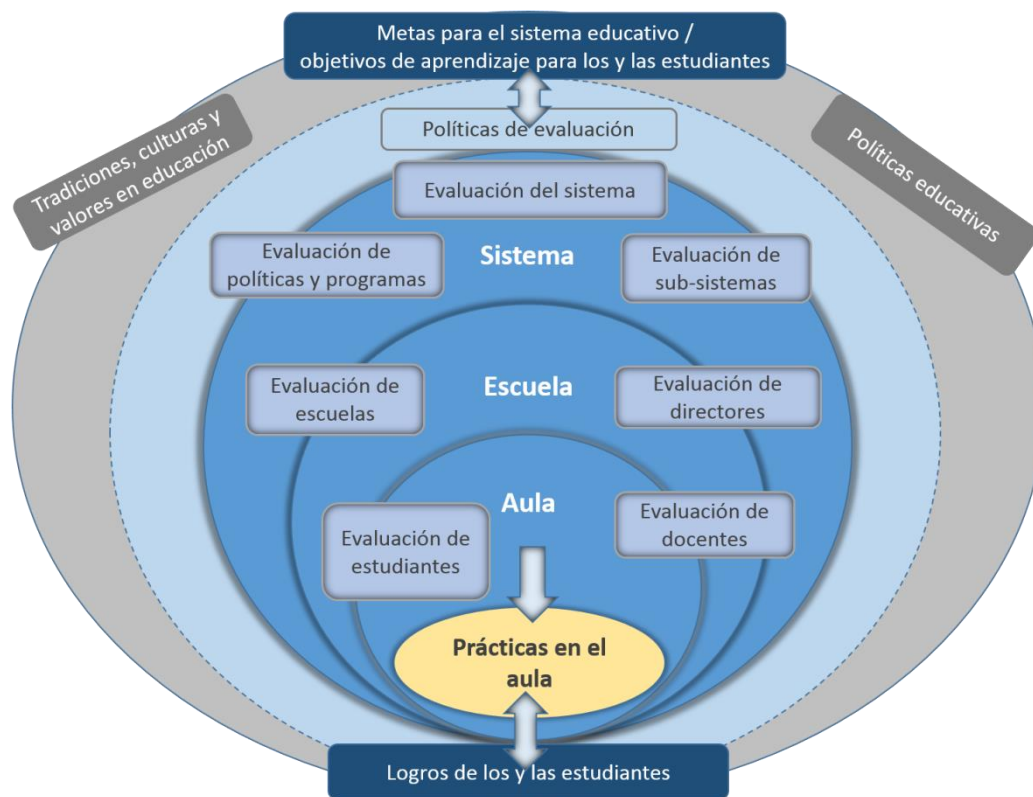 Metas para el sistema educativo /
objetivos de aprendizaje para los y las estudiantes
Tradiciones, culturas y
valores en educación
Políticas educativas
Políticas de evaluación
Evaluación del sistema
Evaluación de
políticas y programas
Sistema
Evaluación de
sub-sistemas
Evaluación de
escuelas
Escuela
Evaluación de
directores
Aula
Evaluación de
estudiantes
Evaluación de
docentes
Prácticas en el
aula
Logros de los y las estudiantes